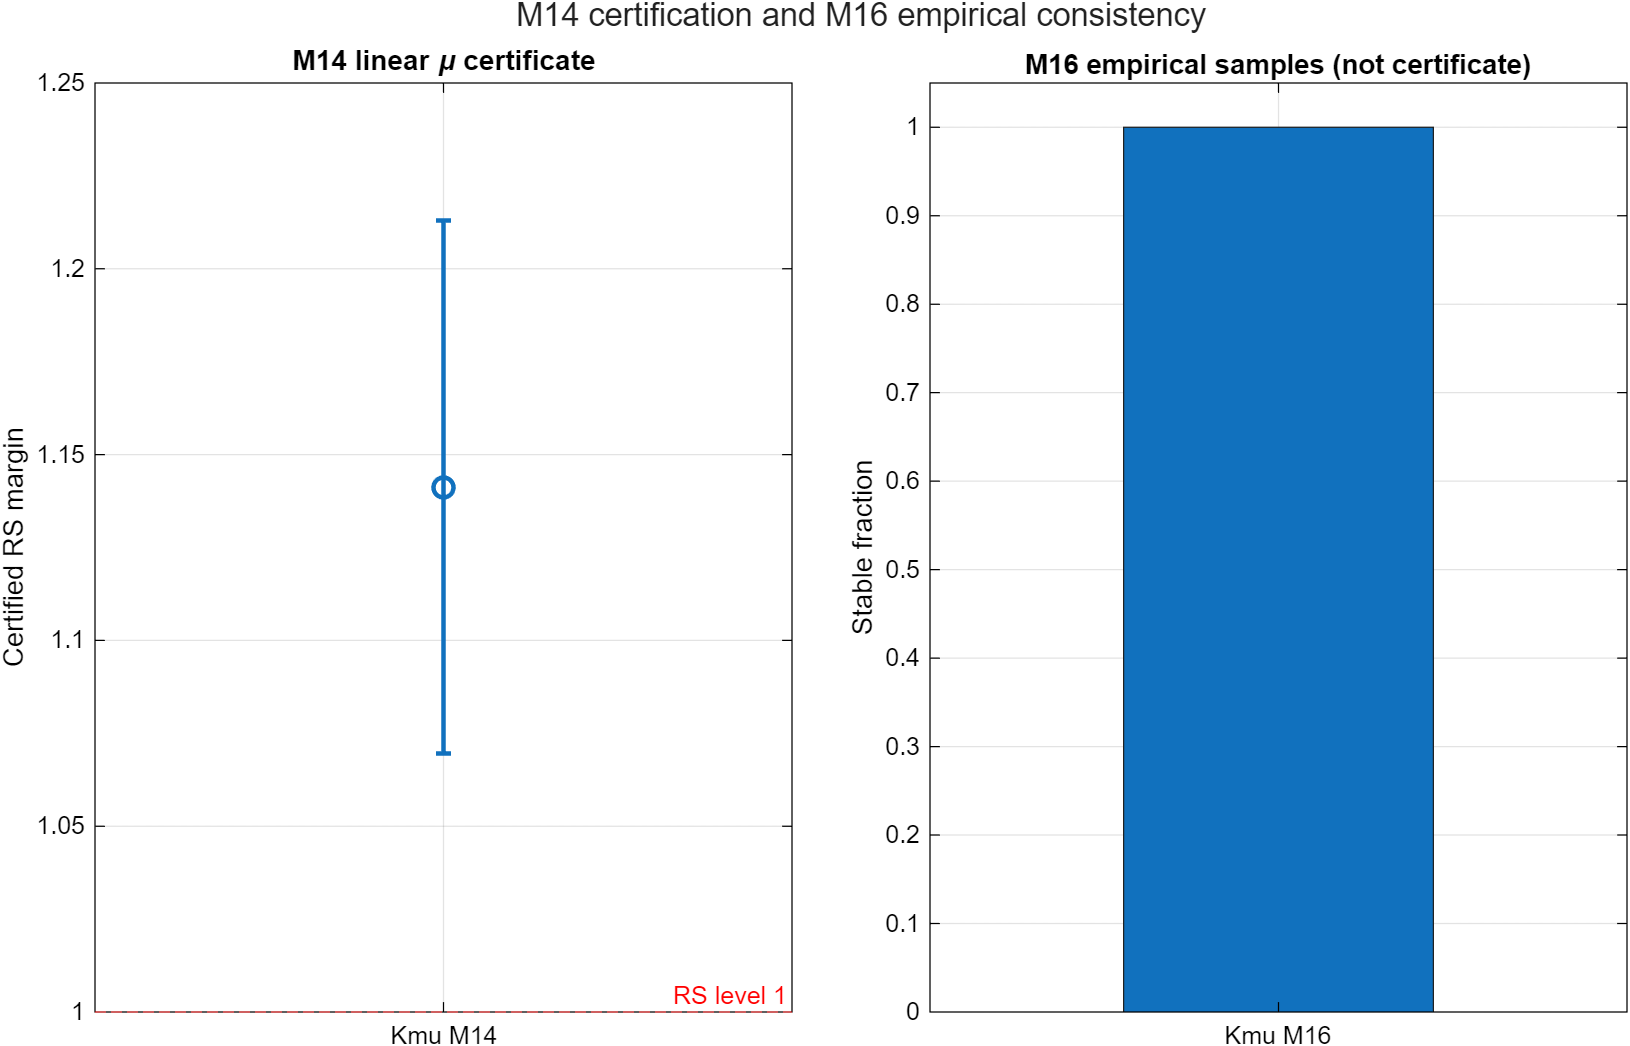 M14 certification and M16 empirical consistency
M14 linear μ certificate
1.25
1.2
1.15
1.1
1.05
1
Certified RS margin
RS level 1
Kmu M14
M16 empirical samples (not certificate)
1
0.9
0.8
0.7
0.6
0.5
0.4
0.3
0.2
0.1
0
Stable fraction
Kmu M16